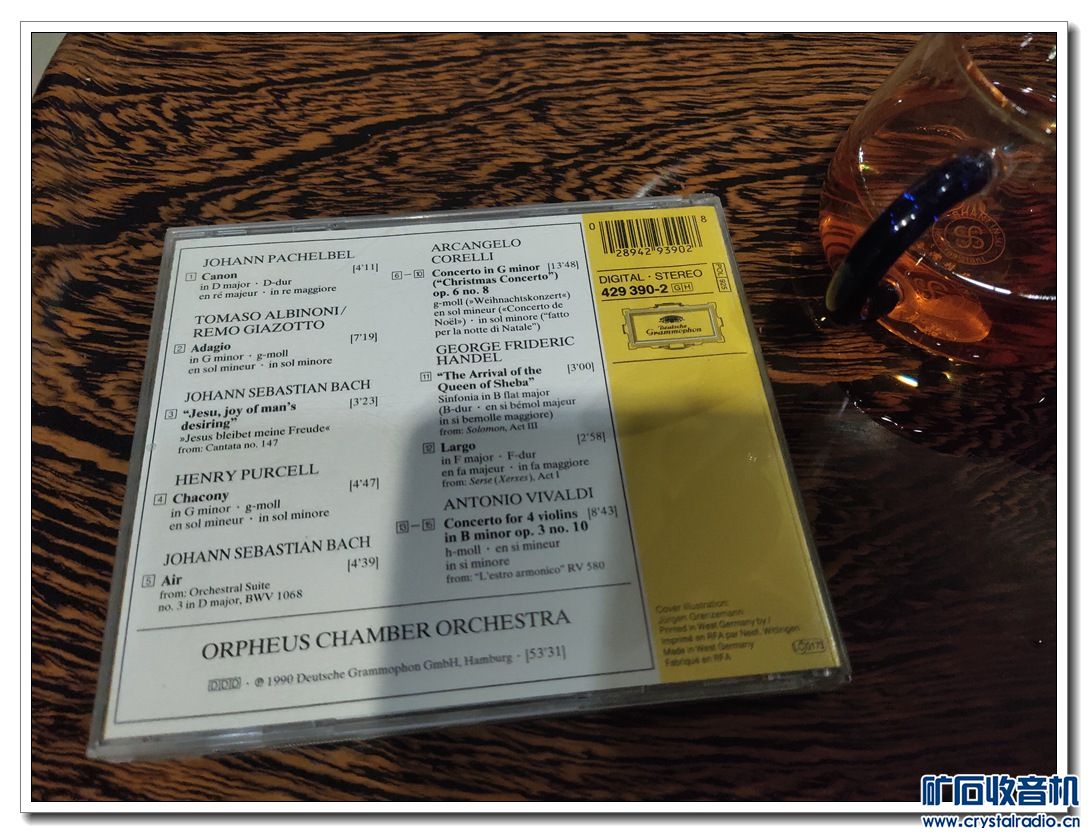 JOHANN PACHELBEL
1 Canon [4'11]
in D major · D-dur
en ré majeur · in re maggiore
TOMASO ALBINONI/
REMO GIAZOTTO
2 Adagio [7'19]
in G minor · g-moll
en sol mineur · in sol minore
JOHANN SEBASTIAN BACH
3 "Jesu, joy of man's [3'23]
desiring"
»Jesus bleibet meine Freude«
from: Cantata no. 147
HENRY PURCELL
4 Chacony [4'47]
in G minor · g-moll
en sol mineur · in sol minore
JOHANN SEBASTIAN BACH
5 Air [4'39]
from: Orchestral Suite
no. 3 in D major, BWV 1068
ARCANGELO
CORELLI
6 – 10 Concerto in G minor [13'48]
("Christmas Concerto")
op. 6 no. 8
g-moll (»Weihnachtskonzert«)
en sol mineur («Concerto de
Noël») · in sol minore ("fatto
per la notte di Natale")
GEORGE FRIDERIC
HANDEL
11 "The Arrival of the [3'00]
Queen of Sheba"
Sinfonia in B flat major
(B-dur · en si bémol majeur
in si bemolle maggiore)
from: Solomon, Act III
12 Largo [2'58]
in F major · F-dur
en fa majeur · in fa maggiore
from: Serse (Xerxes), Act I
ANTONIO VIVALDI
13 – 15 Concerto for 4 violins [8'43]
in B minor op. 3 no. 10
h-moll · en si mineur
in si minore
from: "L'estro armonico" RV 580
ORPHEUS CHAMBER ORCHESTRA
DDD · ℗ 1990 Deutsche Grammophon GmbH, Hamburg · [53'31]
0 28942"93902 8
DIGITAL · STEREO
429 390-2 GH
Deutsche
Grammophon
Cover Illustration:
Jürgen Grenzemann
Printed in West Germany by /
Imprimé en RFA par Neef, Wittingen
Made in West Germany
Fabriqué en RFA
LC 0173
矿石收音机
www.crystalradio.cn